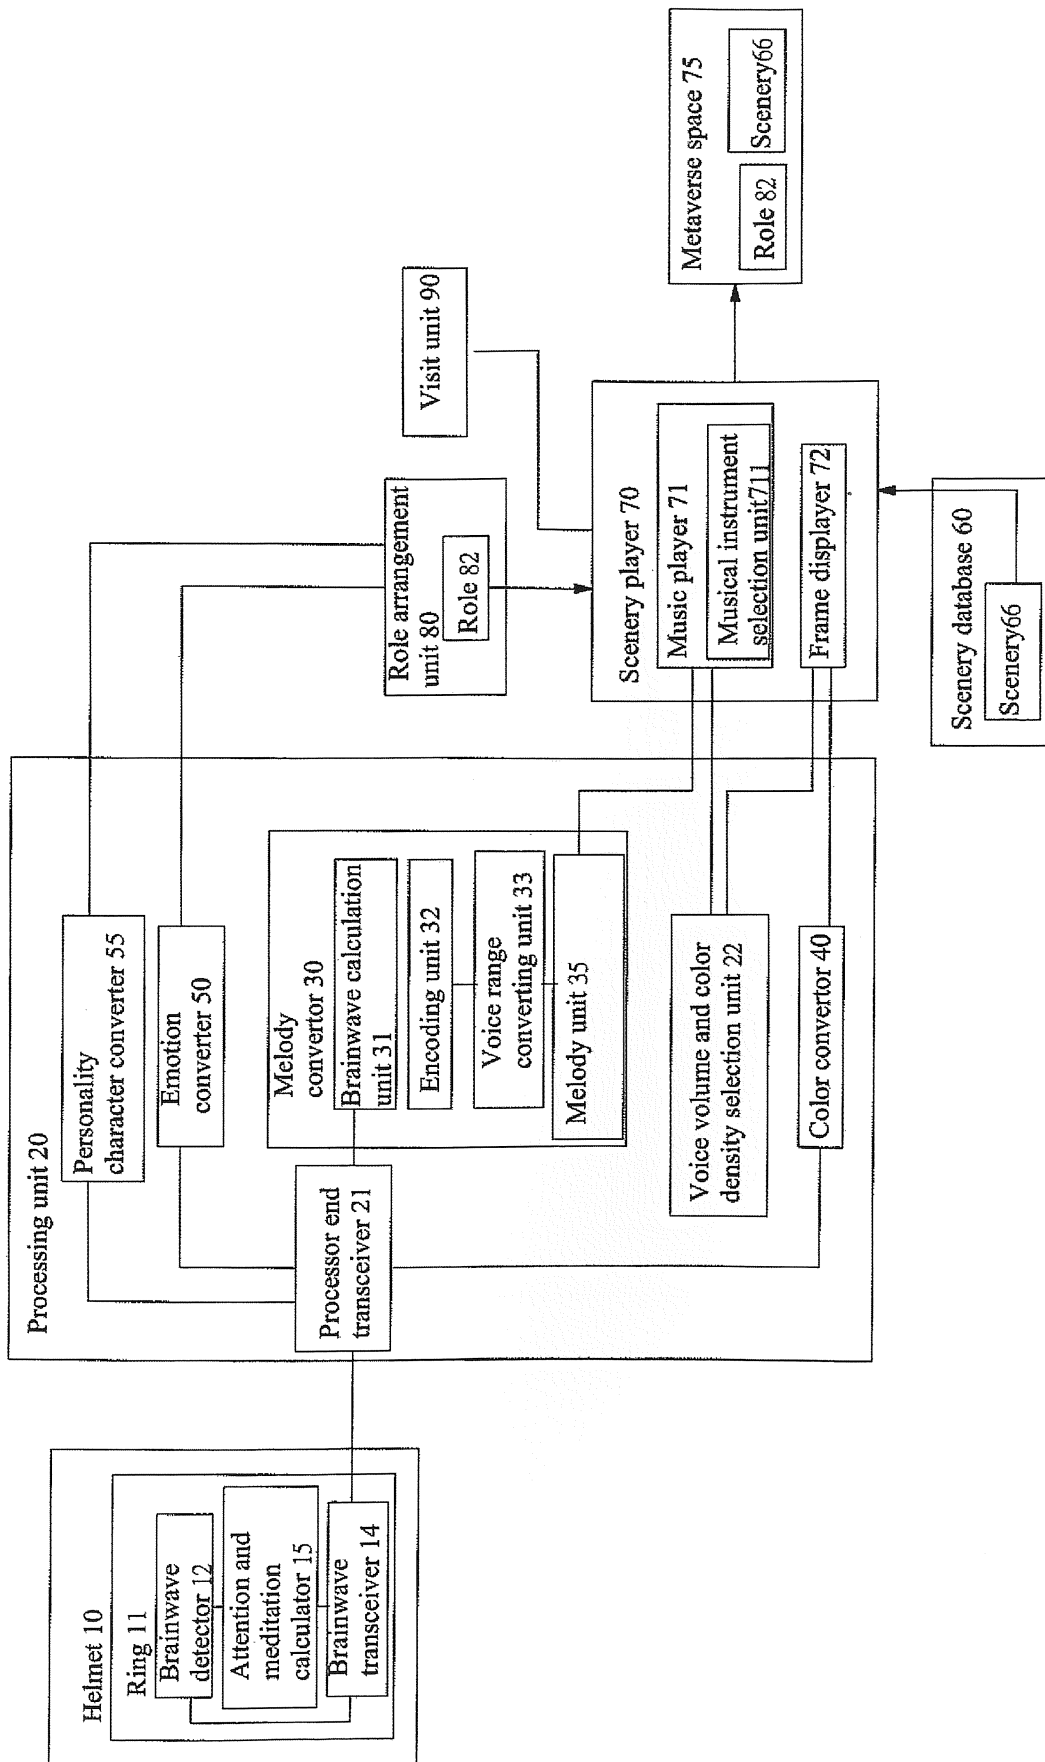 Helmet 10
Ring 11
Brainwave
detector 12
Attention and
meditation
calculator 15
Brainwave
transceiver 14
Processing unit 20
Personality
character converter 55
Emotion
converter 50
Processor end
transceiver 21
Melody
convertor 30
Brainwave calculation
unit 31
Encoding unit 32
Voice range
converting unit 33
Melody unit 35
Voice volume and color
density selection unit 22
Color convertor 40
Role arrangement
unit 80
Role 82
Visit unit 90
Scenery player 70
Music player 71
Musical instrument
selection unit711
Frame displayer 72
Scenery database 60
Scenery66
Metaverse space 75
Role 82
Scenery66